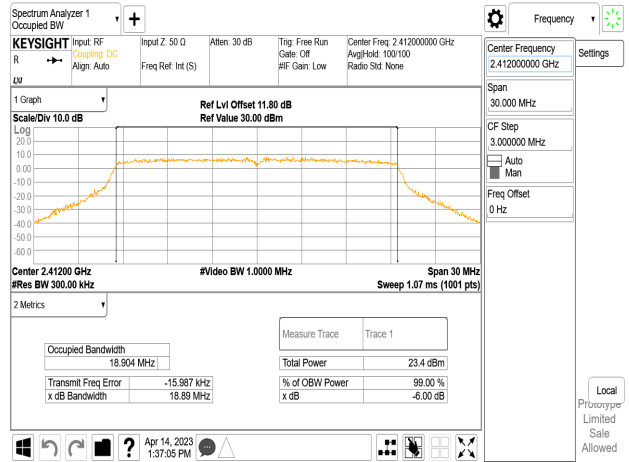 Spectrum Analyzer 1
Occupied BW
Frequency
KEYSIGHT
Input: RF
Coupling: DC
Align: Auto
Input Z: 50 Ω
Freq Ref: Int (S)
Atten: 30 dB
Trig: Free Run
Gate: Off
#IF Gain: Low
Center Freq: 2.412000000 GHz
Avg|Hold: 100/100
Radio Std: None
R
LXI
Center Frequency
2.412000000 GHz
Settings
Span
30.000 MHz
CF Step
3.000000 MHz
Auto
Man
Freq Offset
0 Hz
1 Graph
Ref Lvl Offset 11.80 dB
Scale/Div 10.0 dB
Ref Value 30.00 dBm
Log
20.0
10.0
0.00
-10.0
-20.0
-30.0
-40.0
-50.0
-60.0
Center 2.41200 GHz
#Video BW 1.0000 MHz
Span 30 MHz
#Res BW 300.00 kHz
Sweep 1.07 ms (1001 pts)
2 Metrics
Measure Trace
Trace 1
Occupied Bandwidth
18.904 MHz
Total Power
23.4 dBm
Transmit Freq Error
-15.987 kHz
% of OBW Power
99.00 %
x dB Bandwidth
18.89 MHz
x dB
-6.00 dB
Local
Prototype
Limited
Sale
Allowed
?
Apr 14, 2023
1:37:05 PM